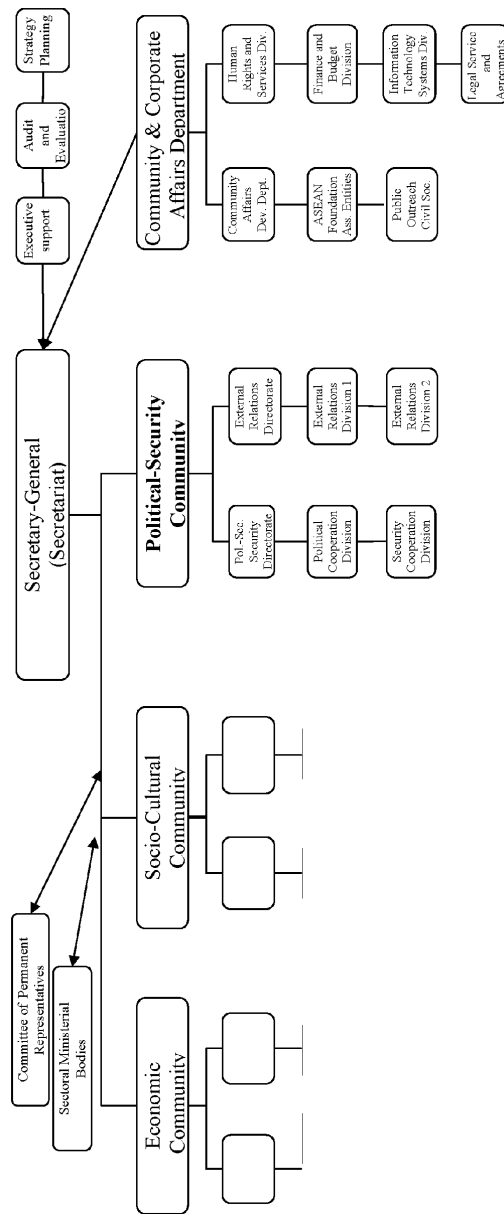 Committee of Permanent
Representatives
Sectoral Ministerial
Bodies
Secretary-General
(Secretariat)
Executive
support
Audit
and
Evaluatio
Strategy
Planning
Economic
Community
Socio-Cultural
Community
Political-Security
Community
Community & Corporate
Affairs Department
Pol.-Sec.
Security
Directorate
Political
Cooperation
Division
Security
Cooperation
Division
External
Relations
Directorate
External
Relations
Division 1
External
Relations
Division 2
Community
Affairs
Dev. Dept.
ASEAN
Foundation
Ass. Entities
Public
Outreach
Civil Soc.
Human
Rights and
Services Div.
Finance and
Budget
Division
Information
Technology
Systems Div
Legal Service
and
Agreements